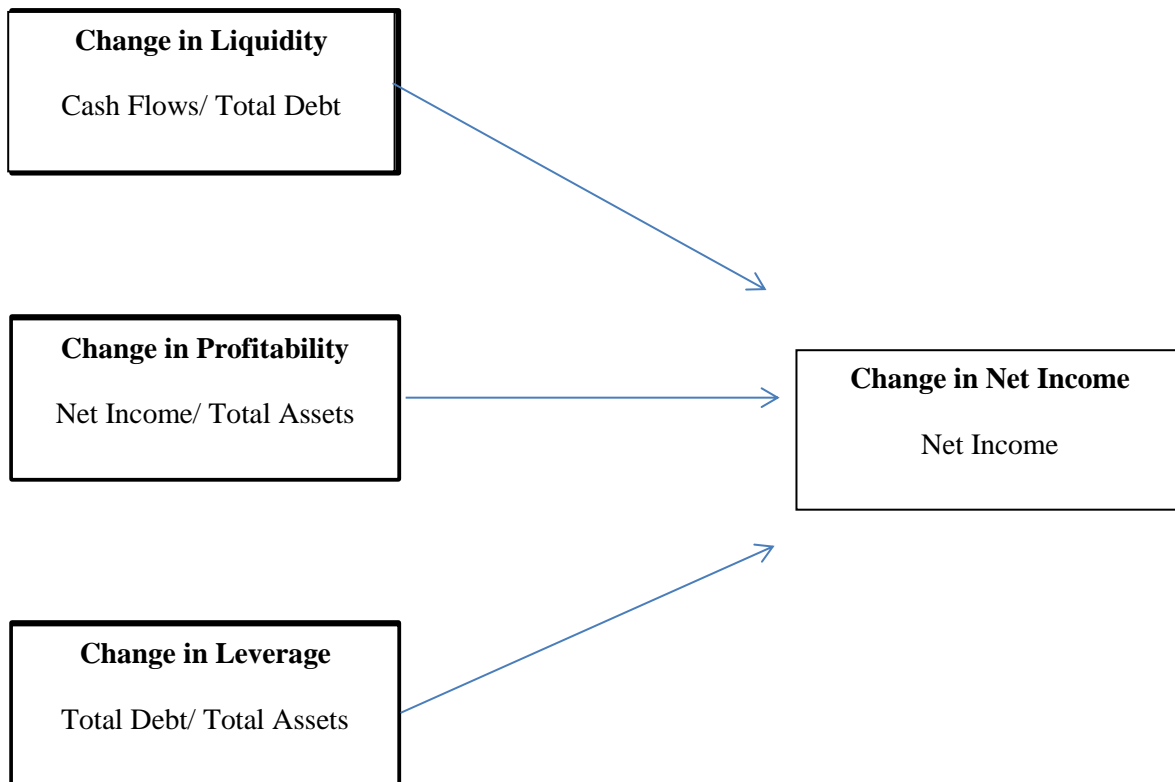 Change in Liquidity
Cash Flows/ Total Debt
Change in Profitability
Net Income/ Total Assets
Change in Net Income
Net Income
Change in Leverage
Total Debt/ Total Assets